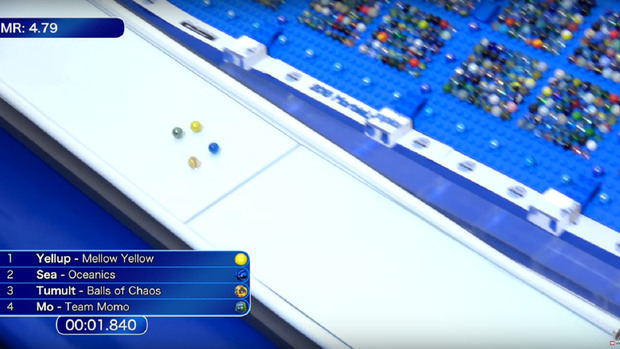 MR: 4.79
1 Yellup - Mellow Yellow
2 Sea - Oceanics
3 Tumult - Balls of Chaos
4 Mo - Team Momo
00:01.840